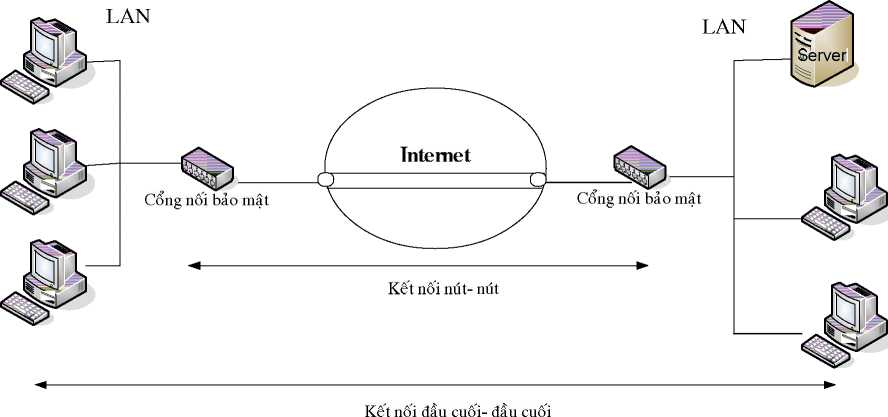 LAN
LAN
Server
Internet
Cổng nối bảo mật
Cổng nối bảo mật
Kết nối nút- nút
Kết nối đầu cuối- đầu cuối